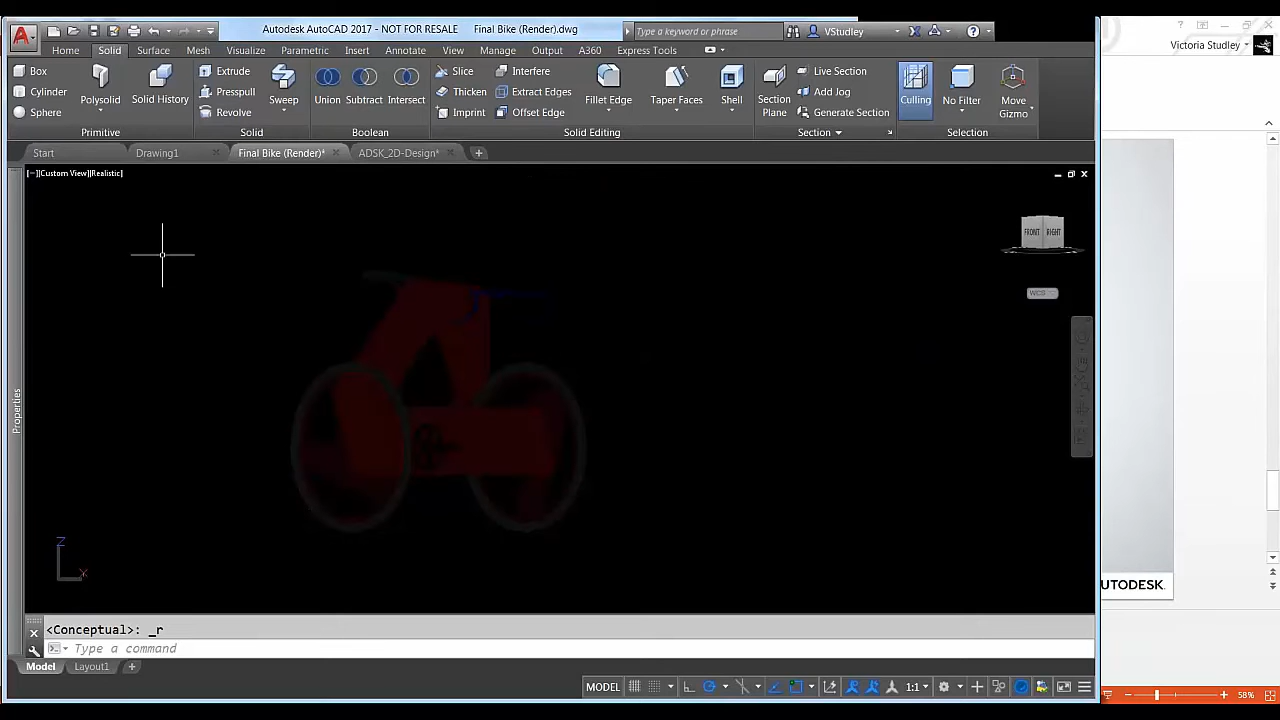 Autodesk AutoCAD 2017 - NOT FOR RESALE Final Bike (Render).dwg
Type a keyword or phrase
VStudley
Home Solid Surface Mesh Visualize Parametric Insert Annotate View Manage Output A360 Express Tools
Box
Cylinder
Sphere
Polysolid
Solid History
Primitive
Extrude
Presspull
Revolve
Sweep
Solid
Union Subtract Intersect
Boolean
Slice
Thicken
Imprint
Interfere
Extract Edges
Offset Edge
Fillet Edge
Taper Faces
Shell
Solid Editing
Section
Plane
Live Section
Add Jog
Generate Section
Section
Culling
No Filter
Move
Gizmo
Selection
Start Drawing1 Final Bike (Render)* ADSK_2D-Design*
[−][Custom View][Realistic]
FRONT RIGHT
WCS
Properties
Z
X
<Conceptual>: _r
Type a command
Model Layout1
MODEL 1:1
Victoria Studley
UTODESK.
58%